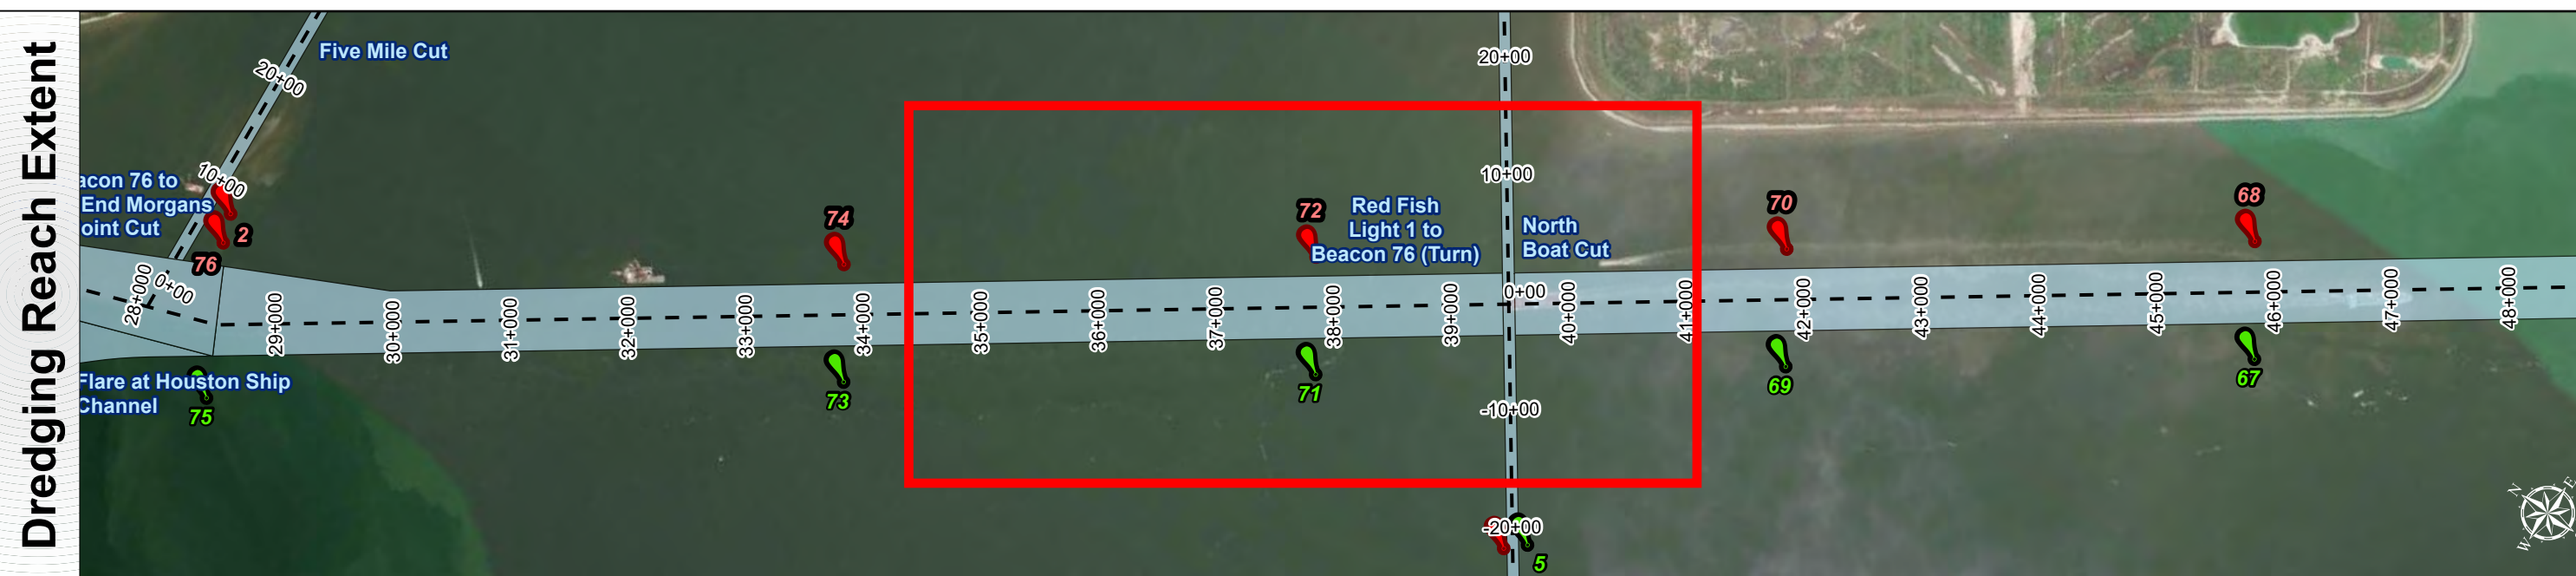 Dredging Reach Extent
Five Mile Cut
20+00
10+00
acon 76 to
End Morgans
oint Cut
2
76
0+00
28+000
Flare at Houston Ship
Channel
75
29+000
30+000
31+000
32+000
33+000
34+000
35+000
36+000
37+000
38+000
39+000
40+000
41+000
42+000
43+000
44+000
45+000
46+000
47+000
48+000
74
73
72
71
Red Fish
Light 1 to
Beacon 76 (Turn)
20+00
10+00
0+00
-10+00
-20+00
5
North
Boat Cut
70
69
68
67
N
E
W